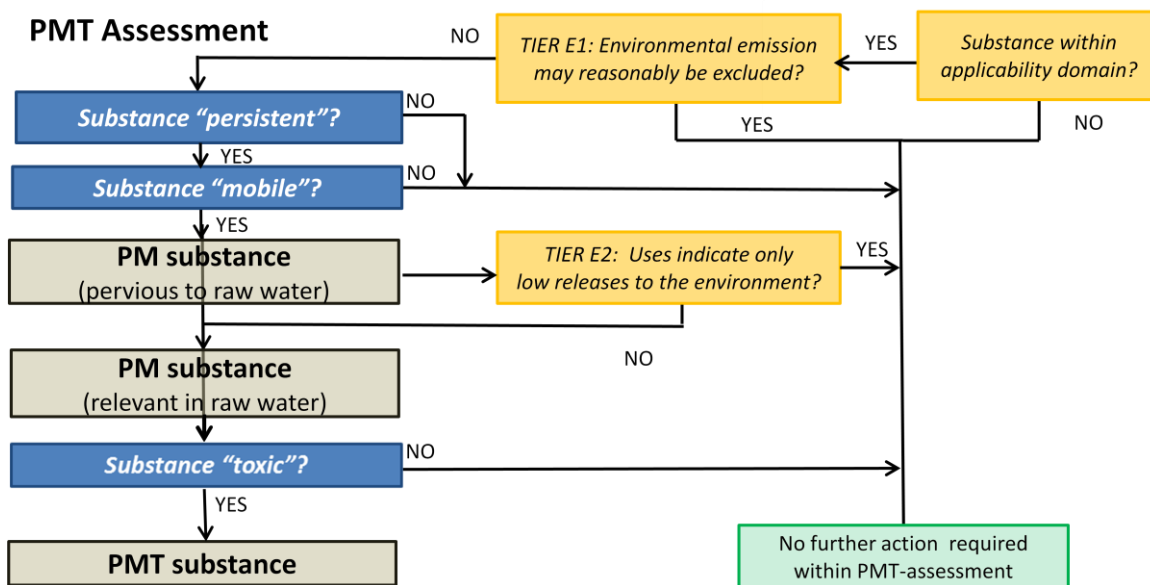 PMT Assessment
NO
TIER E1: Environmental emission
may reasonably be excluded?
YES
Substance within
applicability domain?
Substance “persistent”?
NO
YES
NO
YES
Substance “mobile”?
NO
YES
PM substance
(pervious to raw water)
TIER E2:  Uses indicate only
low releases to the environment?
YES
NO
PM substance
(relevant in raw water)
Substance “toxic”?
NO
YES
PMT substance
No further action  required
within PMT-assessment